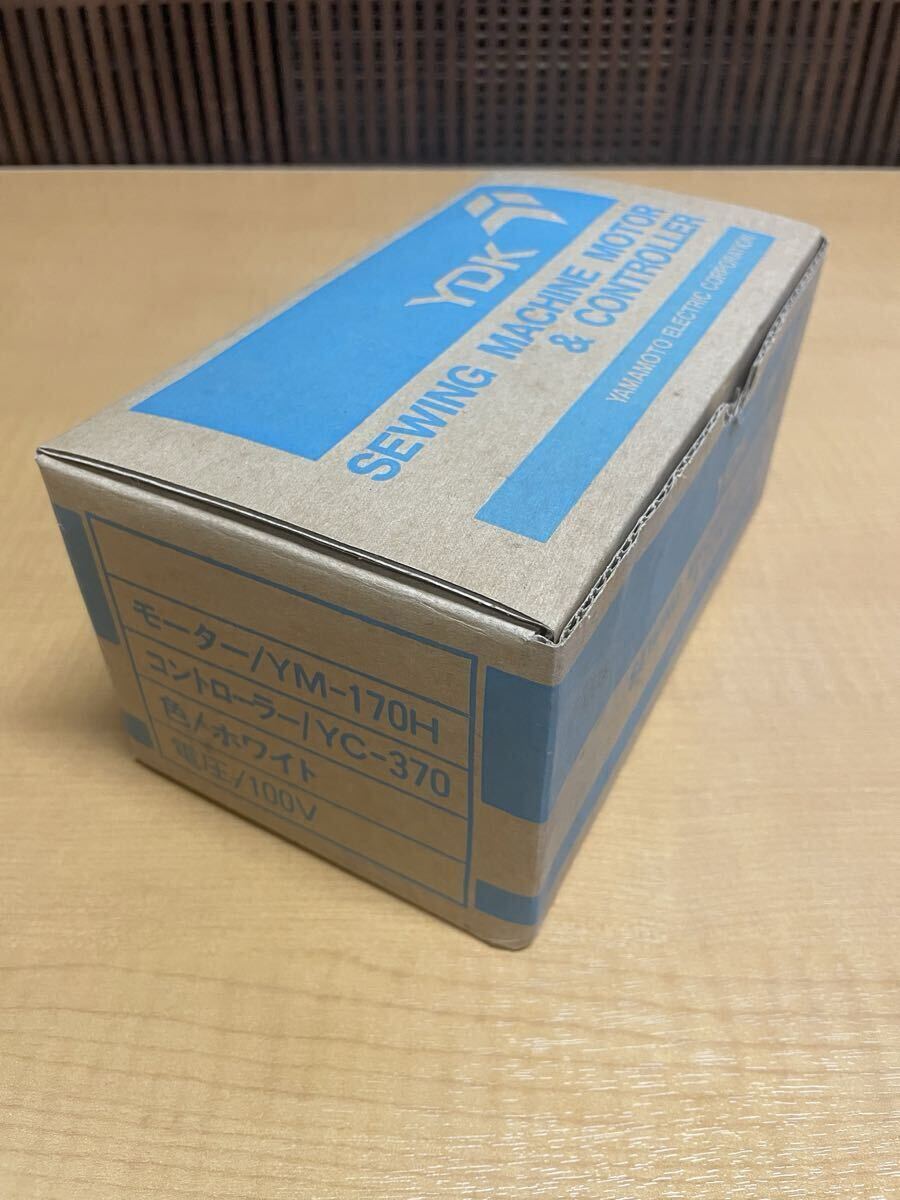 YDK
SEWING MACHINE MOTOR
& CONTROLLER
YAMAMOTO ELECTRIC CORPORATION
モーター/YM-170H
コントローラー/YC-370
色/ホワイト
電圧/100V